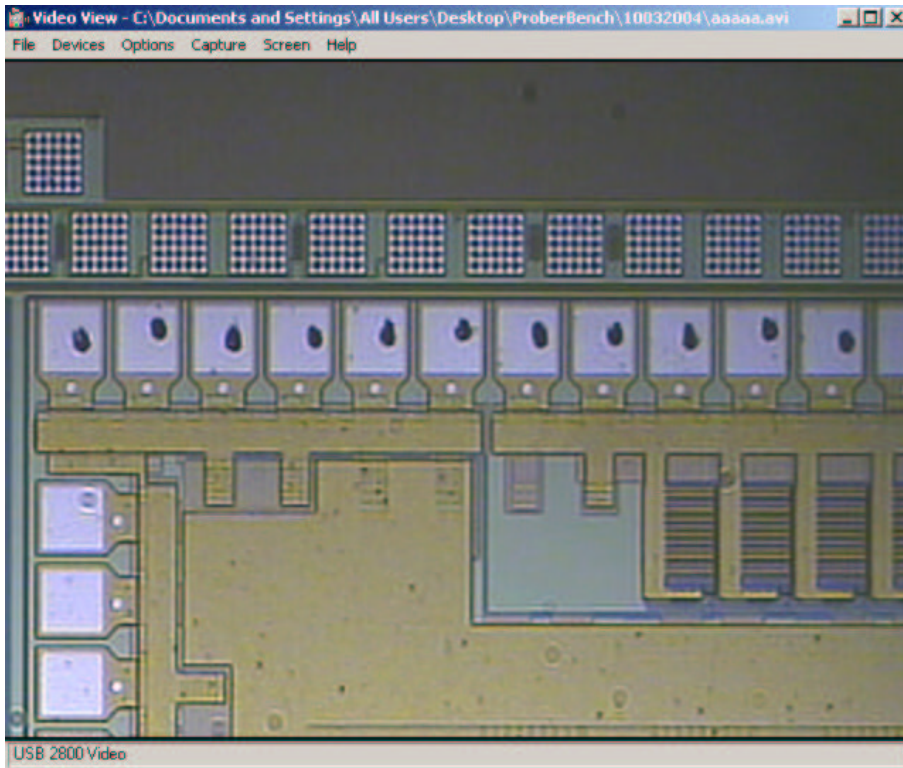 Video View - C:\Documents and Settings\All Users\Desktop\ProberBench\10032004\aaaaa.avi
File Devices Options Capture Screen Help
USB 2800 Video